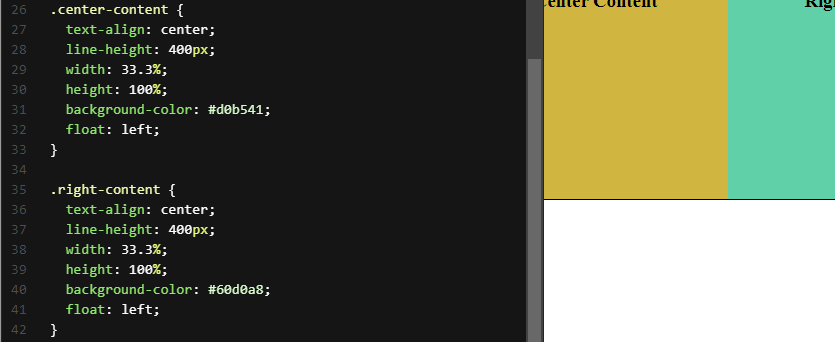 26 .center-content {
27 text-align: center;
28 line-height: 400px;
29 width: 33.3%;
30 height: 100%;
31 background-color: #d0b541;
32 float: left;
33 }
34
35 .right-content {
36 text-align: center;
37 line-height: 400px;
38 width: 33.3%;
39 height: 100%;
40 background-color: #60d0a8;
41 float: left;
42 }
Center Content
Righ